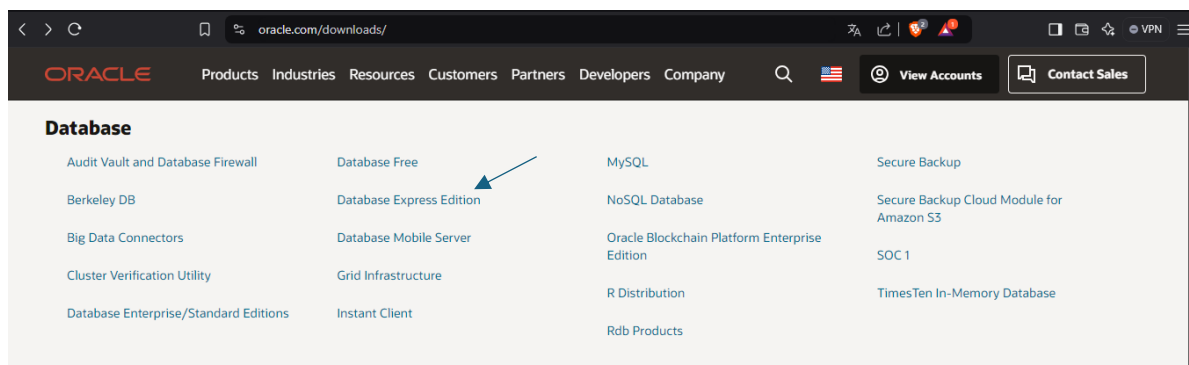 oracle.com/downloads/
VPN
ORACLE
Products Industries Resources Customers Partners Developers Company
View Accounts
Contact Sales
Database
Audit Vault and Database Firewall
Berkeley DB
Big Data Connectors
Cluster Verification Utility
Database Enterprise/Standard Editions
Database Free
Database Express Edition
Database Mobile Server
Grid Infrastructure
Instant Client
MySQL
NoSQL Database
Oracle Blockchain Platform Enterprise
Edition
R Distribution
Rdb Products
Secure Backup
Secure Backup Cloud Module for
Amazon S3
SOC 1
TimesTen In-Memory Database